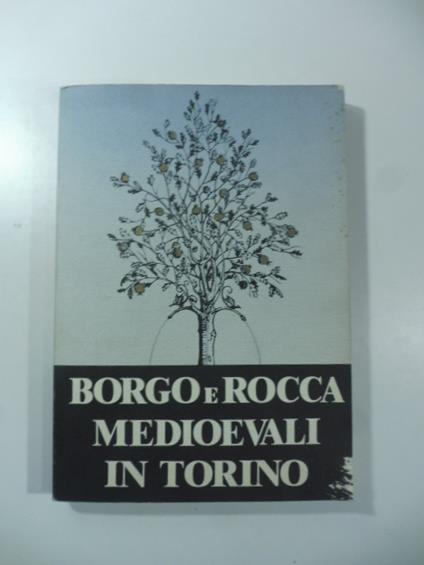 BORGO E ROCCA
MEDIOEVALI
IN TORINO